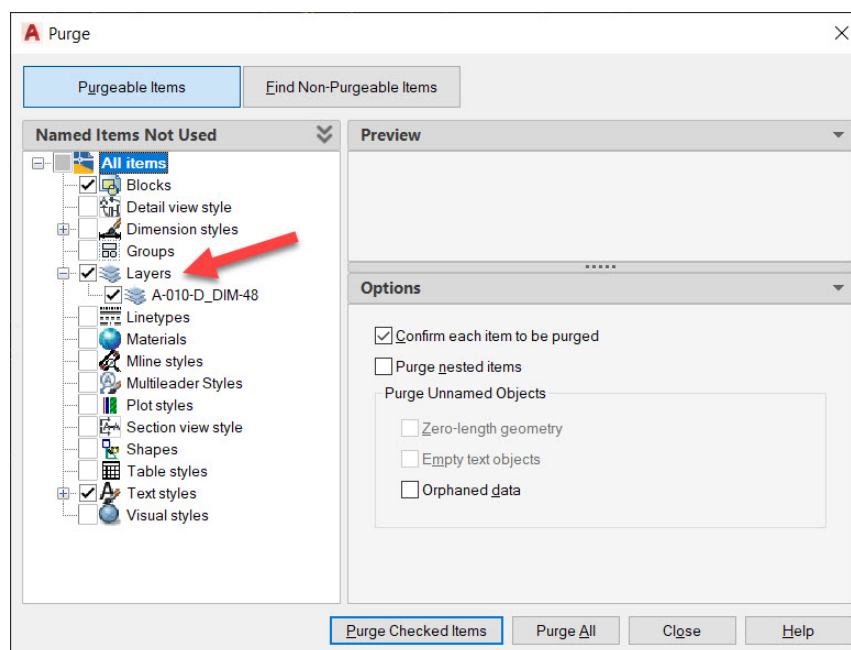 Purge
Purgeable Items
Find Non-Purgeable Items
Named Items Not Used
All items
Blocks
Detail view style
Dimension styles
Groups
Layers
A-010-D_DIM-48
Linetypes
Materials
Mline styles
Multileader Styles
Plot styles
Section view style
Shapes
Table styles
Text styles
Visual styles
Preview
Options
Confirm each item to be purged
Purge nested items
Purge Unnamed Objects
Zero-length geometry
Empty text objects
Orphaned data
Purge Checked Items
Purge All
Close
Help